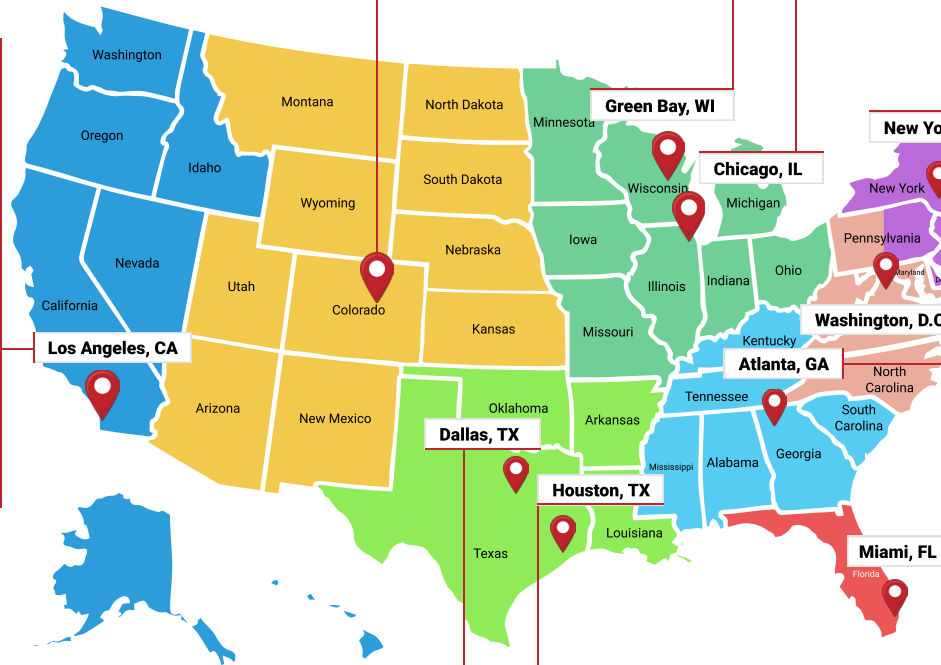 Washington
Montana
North Dakota
Minnesota
Green Bay, WI
New Yo
Oregon
Idaho
South Dakota
Wisconsin
Chicago, IL
New York
Wyoming
Michigan
Nevada
Nebraska
Iowa
Pennsylvania
Utah
Illinois
Indiana
Ohio
Maryland
California
Colorado
Kansas
Missouri
Kentucky
Washington, D.C
Los Angeles, CA
Atlanta, GA
North
Carolina
Arizona
New Mexico
Oklahoma
Arkansas
Tennessee
South
Carolina
Dallas, TX
Mississippi
Alabama
Georgia
Houston, TX
Texas
Louisiana
Miami, FL
Florida